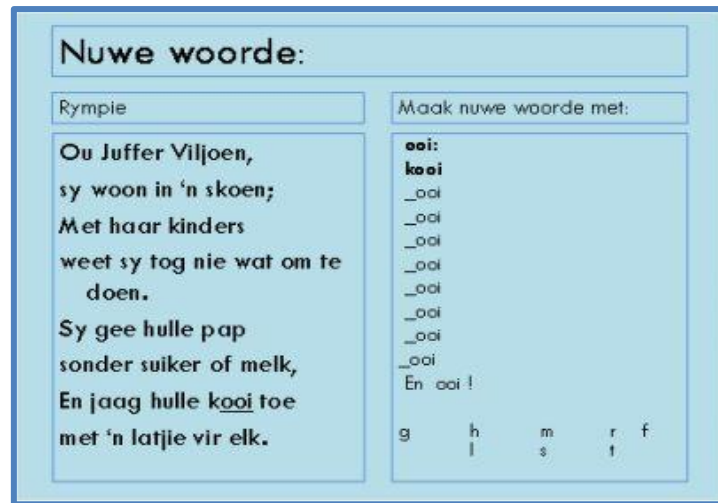 Nuwe woorde:
Rympie
Ou Juffer Viljoen,
sy woon in 'n skoen;
Met haar kinders
weet sy tog nie wat om te
doen.
Sy gee hulle pap
sonder suiker of melk,
En jaag hulle kooi toe
met 'n latjie vir elk.
Maak nuwe woorde met:
ooi:
kooi
_ooi
_ooi
_ooi
_ooi
_ooi
_ooi
_ooi
_ooi
En ooi !
g h m r f
l s t